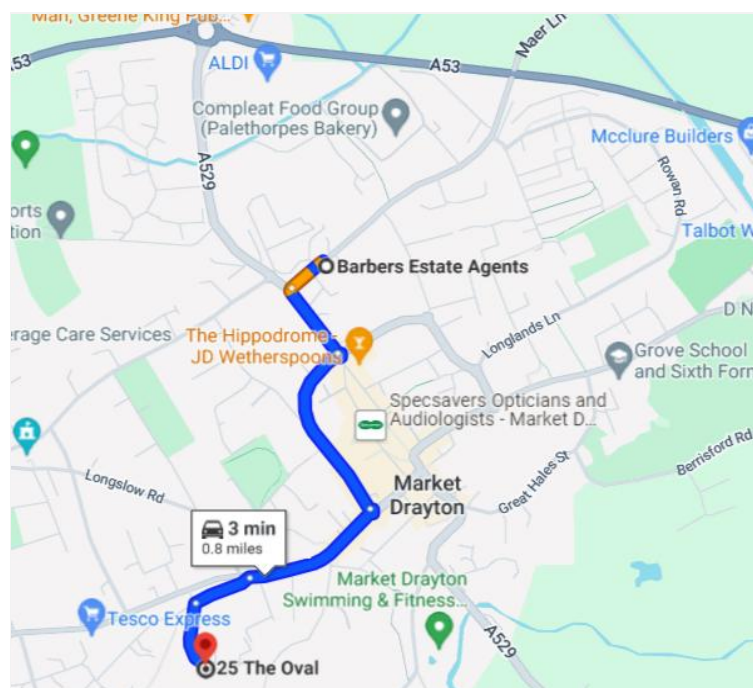 Man, Greene King Pub...
Maer Ln
ALDI
A53
A53
Compleat Food Group
(Palethorpes Bakery)
Mcclure Builders
A529
Rowan Rd
orts
tion
Talbot W
Barbers Estate Agents
erage Care Services
The Hippodrome -
JD Wetherspoons
Longlands Ln
D N
Grove School
and Sixth Form
Specsavers Opticians and
Audiologists - Market D...
Longslow Rd
Market
Drayton
Great Hales St
Berrisford Rd
3 min
0.8 miles
Market Drayton
Swimming & Fitness...
Tesco Express
A529
25 The Oval